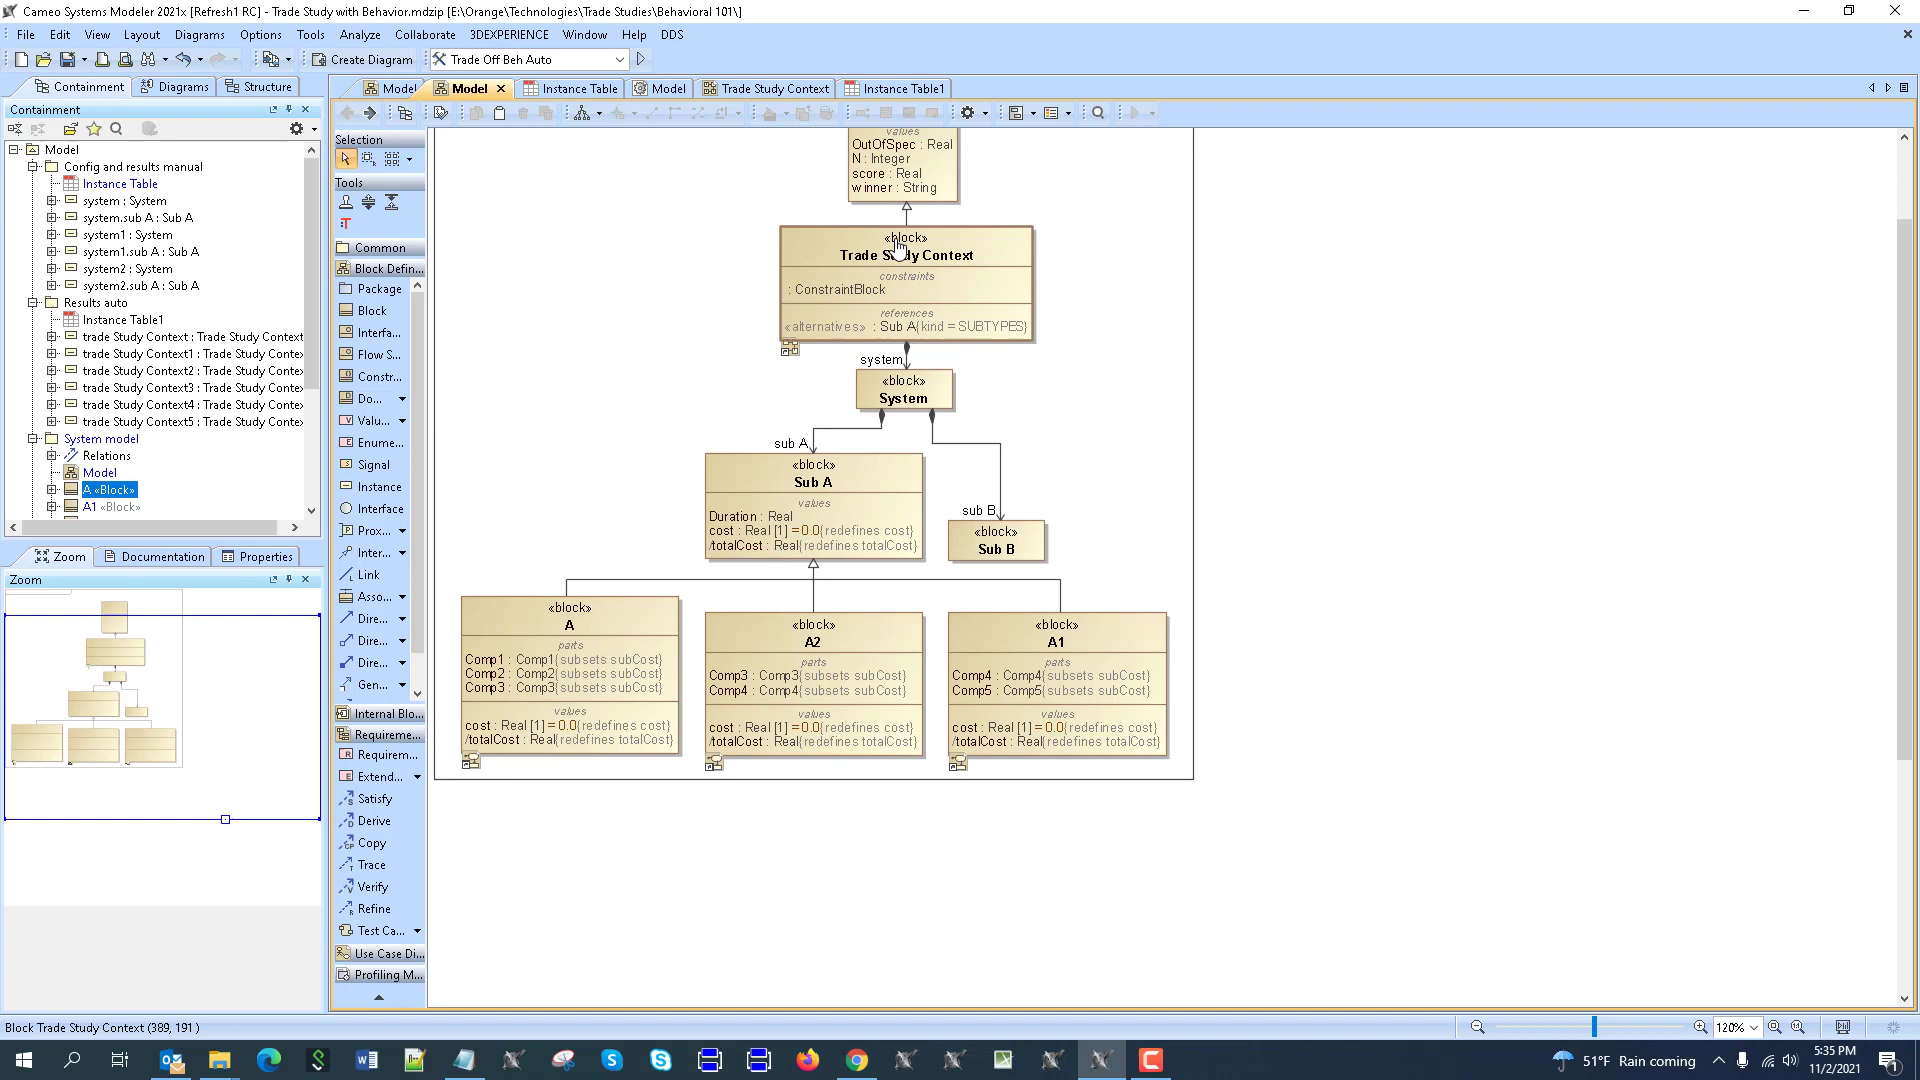 Cameo Systems Modeler 2021x [Refresh1 RC] - Trade Study with Behavior.mdzip [E:\Orange\Technologies\Trade Studies\Behavioral 101\]
File Edit View Layout Diagrams Options Tools Analyze Collaborate 3DEXPERIENCE Window Help DDS
Create Diagram Trade Off Beh Auto
Containment Diagrams Structure
Model Model Instance Table Model Trade Study Context Instance Table1
Containment
Model
Config and results manual
Instance Table
system : System
system.sub A : Sub A
system1 : System
system1.sub A : Sub A
system2 : System
system2.sub A : Sub A
Results auto
Instance Table1
trade Study Context : Trade Study Context
trade Study Context1 : Trade Study Conte
trade Study Context2 : Trade Study Conte
trade Study Context3 : Trade Study Conte
trade Study Context4 : Trade Study Conte
trade Study Context5 : Trade Study Conte
System model
Relations
Model
A «Block»
A1 «Block»
Zoom Documentation Properties
Zoom
Selection
Tools
Common
Block Defin...
Package
Block
Interfa...
Flow S...
Constr...
Do...
Valu...
Enume...
Signal
Instance
Interface
Prox...
Inter...
Link
Asso...
Dire...
Dire...
Dire...
Gen...
Internal Blo...
Requireme...
Requirem...
Extend...
Satisfy
Derive
Copy
Trace
Verify
Refine
Test Ca...
Use Case Di...
Profiling M...
values
OutOfSpec : Real
N : Integer
score : Real
winner : String
«block»
Trade Study Context
constraints
: ConstraintBlock
references
«alternatives» : Sub A{kind = SUBTYPES}
system
«block»
System
sub A
«block»
Sub A
values
Duration : Real
cost : Real [1] = 0.0{redefines cost}
/totalCost : Real{redefines totalCost}
sub B
«block»
Sub B
«block»
A
parts
Comp1 : Comp1{subsets subCost}
Comp2 : Comp2{subsets subCost}
Comp3 : Comp3{subsets subCost}
values
cost : Real [1] = 0.0{redefines cost}
/totalCost : Real{redefines totalCost}
«block»
A2
parts
Comp3 : Comp3{subsets subCost}
Comp4 : Comp4{subsets subCost}
values
cost : Real [1] = 0.0{redefines cost}
/totalCost : Real{redefines totalCost}
«block»
A1
parts
Comp4 : Comp4{subsets subCost}
Comp5 : Comp5{subsets subCost}
values
cost : Real [1] = 0.0{redefines cost}
/totalCost : Real{redefines totalCost}
Block Trade Study Context (389, 191 )
120%
51°F Rain coming
5:35 PM
11/2/2021